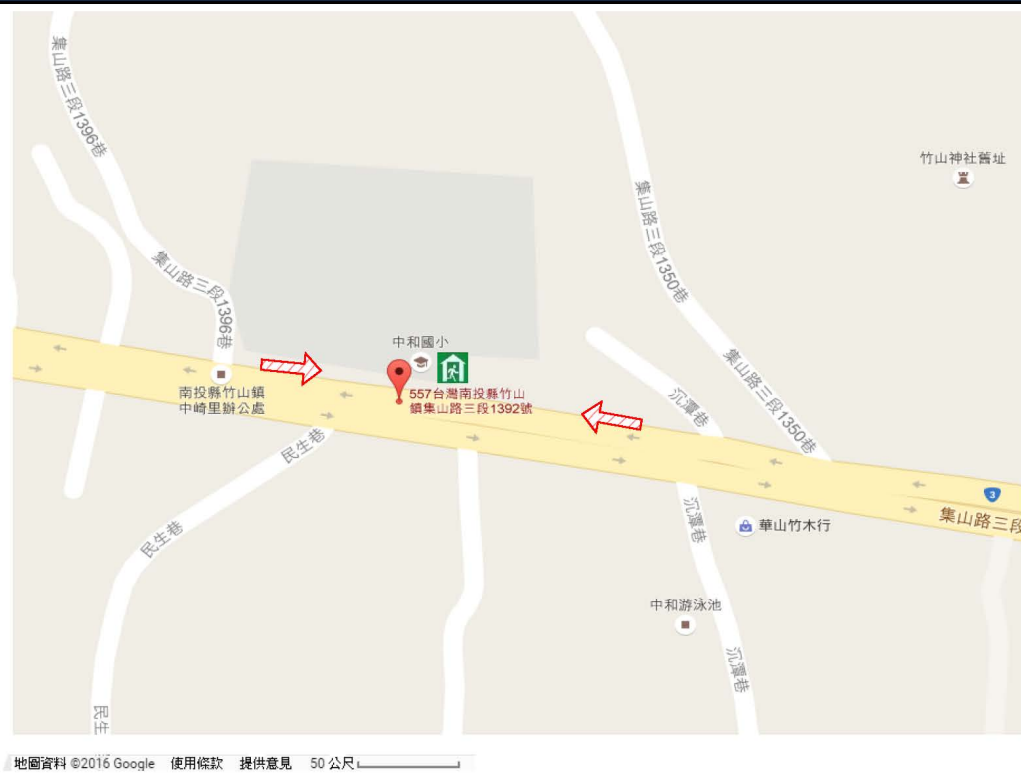 集山路三段1396巷
竹山神社舊址
集山路三段1350巷
集山路三段1396巷
中和國小
557台灣南投縣竹山
鎮集山路三段1392號
南投縣竹山鎮
中崎里辦公處
沉潭巷
集山路三段1350巷
民生巷
3
集山路三段
沉潭巷
華山竹木行
民生巷
中和游泳池
沉潭巷
民生
地圖資料 ©2016 Google 使用條款 提供意見 50 公尺